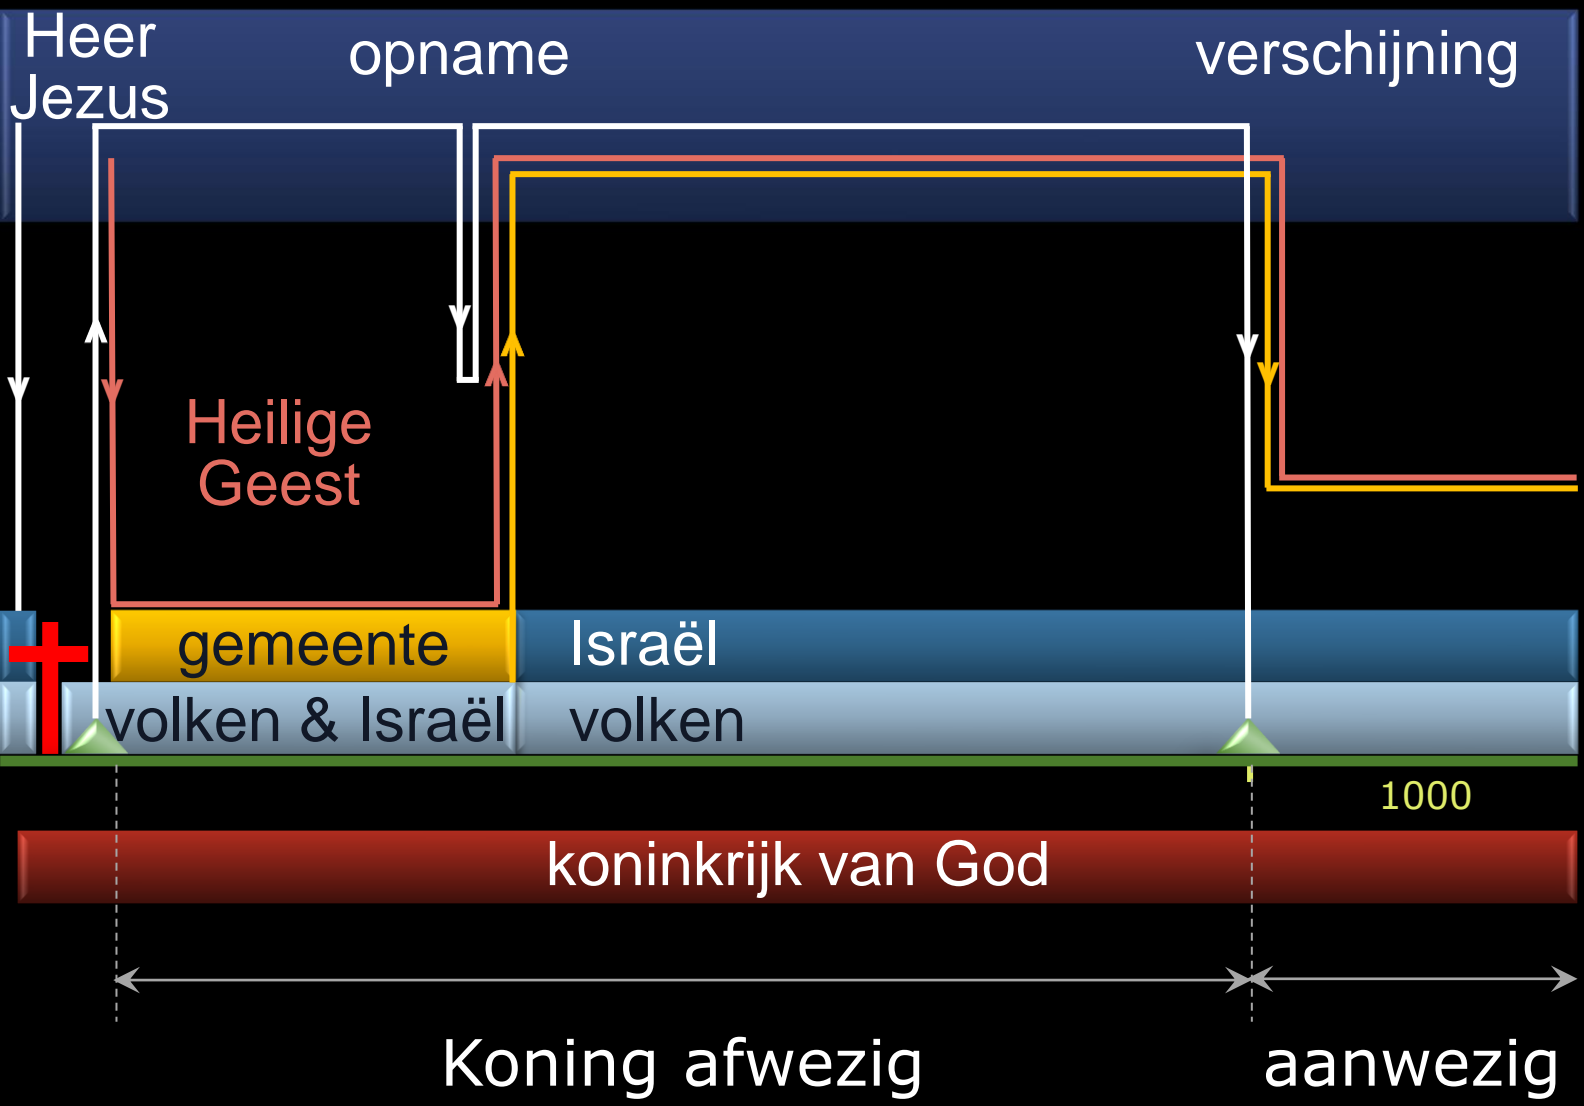 Heer
Jezus
opname
verschijning
Heilige
Geest
gemeente
Israël
volken & Israël
volken
1000
koninkrijk van God
Koning afwezig
aanwezig